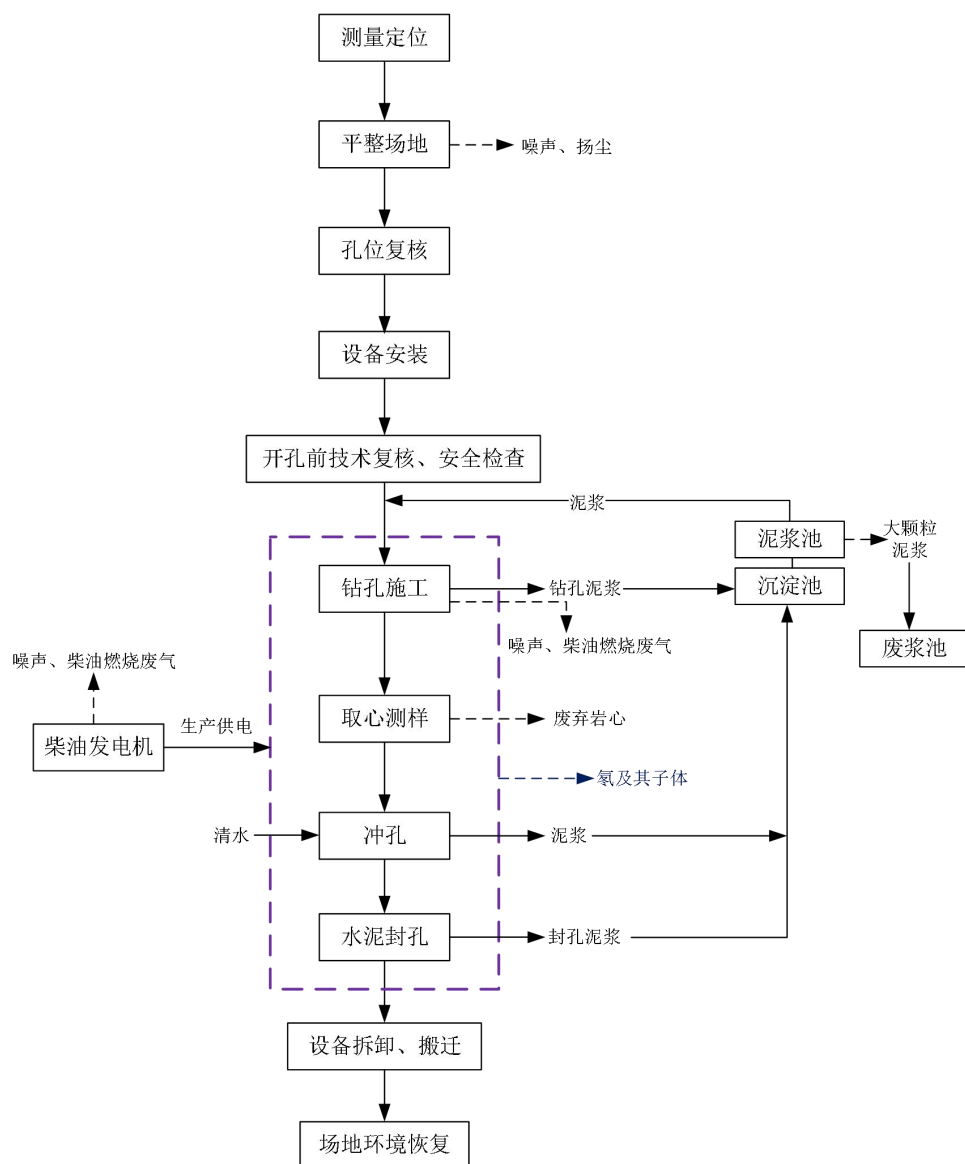 测量定位
平整场地
噪声、扬尘
孔位复核
设备安装
开孔前技术复核、安全检查
泥浆
泥浆池
大颗粒
泥浆
沉淀池
钻孔施工
钻孔泥浆
噪声、柴油燃烧废气
废浆池
噪声、柴油燃烧废气
柴油发电机
生产供电
取心测样
废弃岩心
氡及其子体
清水
冲孔
泥浆
水泥封孔
封孔泥浆
设备拆卸、搬迁
场地环境恢复